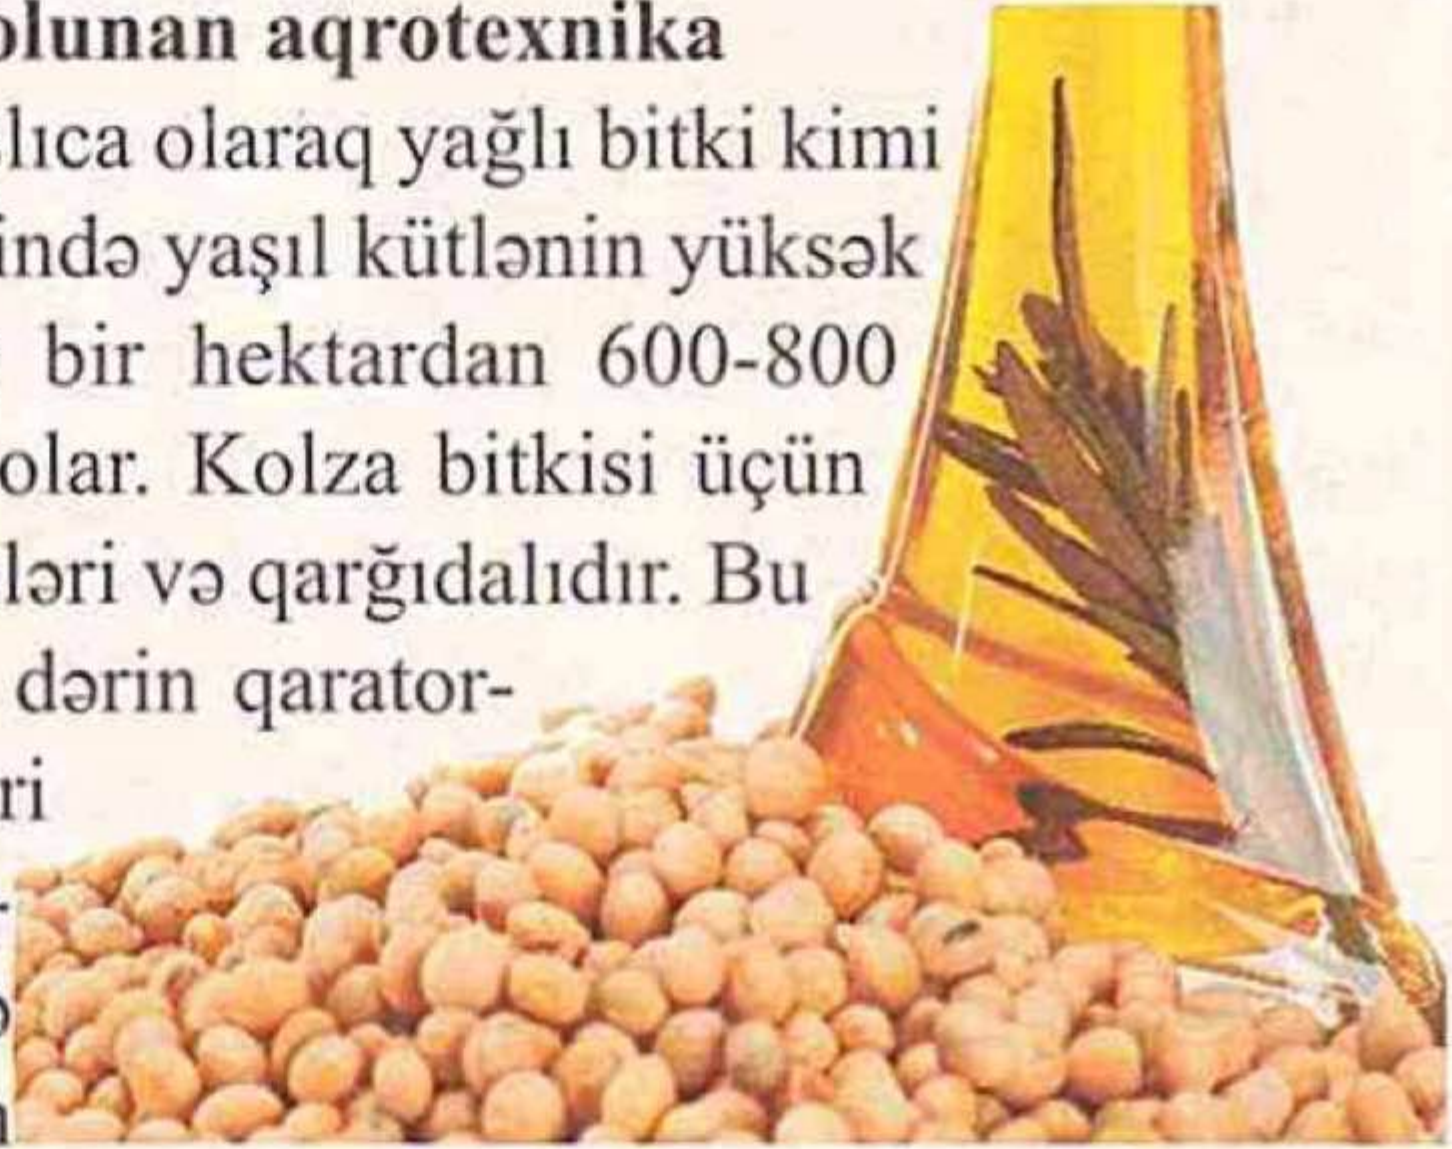 olunan aqrotexnika
lıca olaraq yağlı bitki kimi
ində yaşıl kütlənin yüksək
bir hektardan 600-800
olar. Kolza bitkisi üçün
ləri və qarğıdalıdır. Bu
dərin qarator-
ri